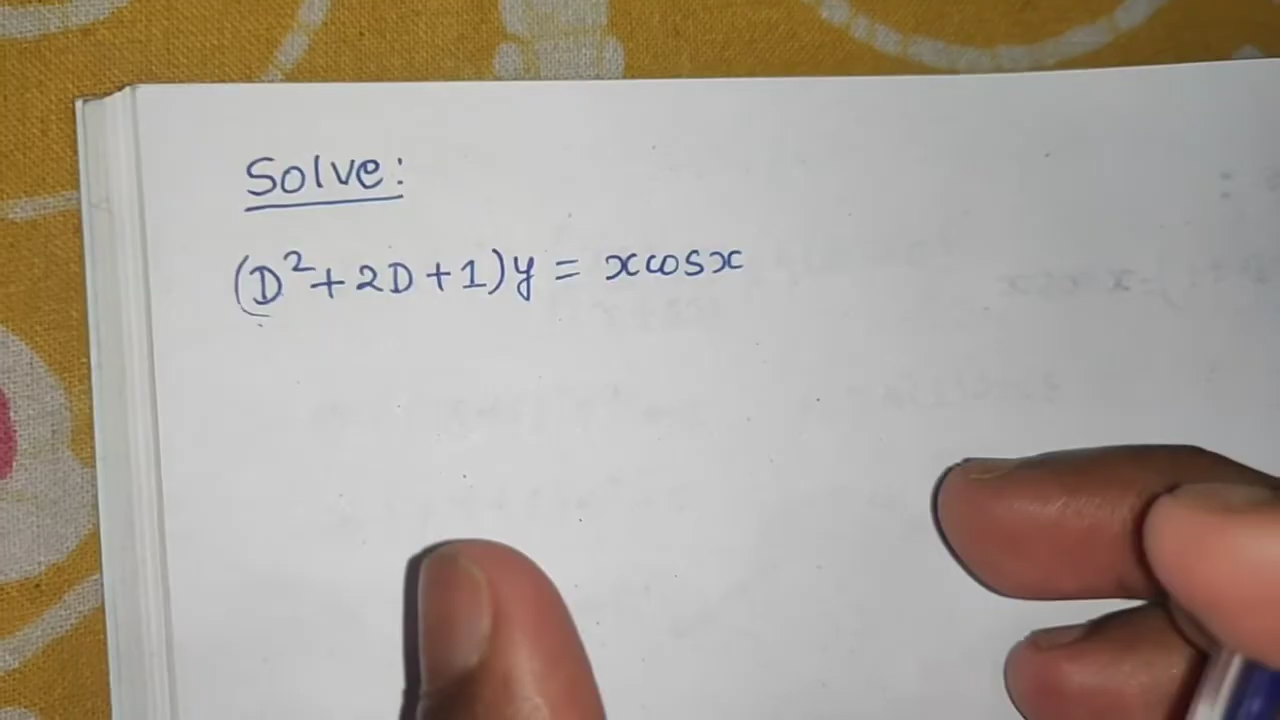 Solve:
(D²+2D+1)y = xcosx